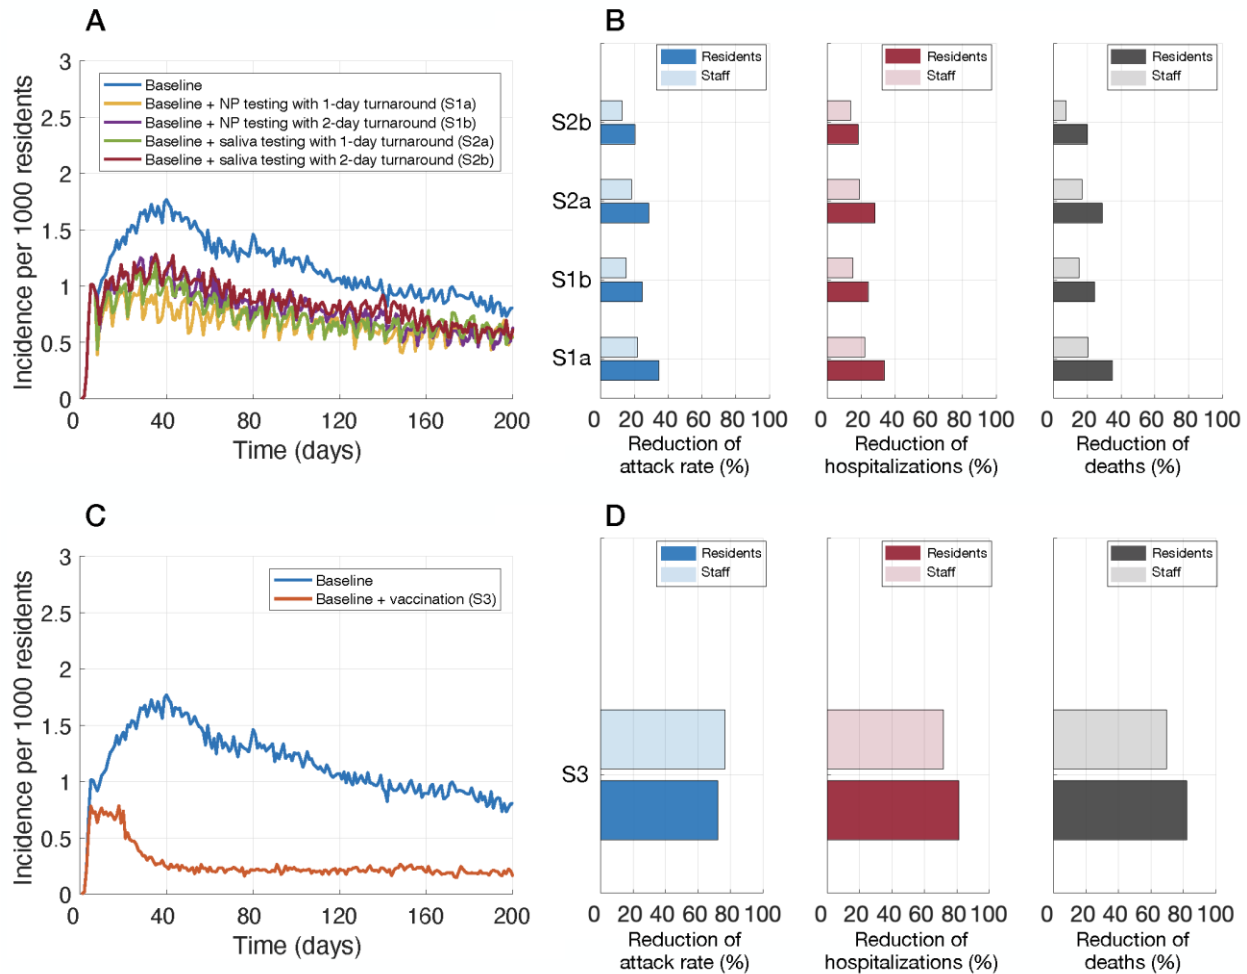 A
Incidence per 1000 residents
3
2.5
2
1.5
1
0.5
0
Baseline
Baseline + NP testing with 1-day turnaround (S1a)
Baseline + NP testing with 2-day turnaround (S1b)
Baseline + saliva testing with 1-day turnaround (S2a)
Baseline + saliva testing with 2-day turnaround (S2b)
40 80 120 160 200
Time (days)
B
S2b
S2a
S1b
S1a
Residents
Staff
0 20 40 60 80 100
Reduction of
attack rate (%)
Residents
Staff
0 20 40 60 80 100
Reduction of
hospitalizations (%)
Residents
Staff
0 20 40 60 80 100
Reduction of
deaths (%)
C
Incidence per 1000 residents
3
2.5
2
1.5
1
0.5
0
Baseline
Baseline + vaccination (S3)
40 80 120 160 200
Time (days)
D
S3
Residents
Staff
0 20 40 60 80 100
Reduction of
attack rate (%)
Residents
Staff
0 20 40 60 80 100
Reduction of
hospitalizations (%)
Residents
Staff
0 20 40 60 80 100
Reduction of
deaths (%)